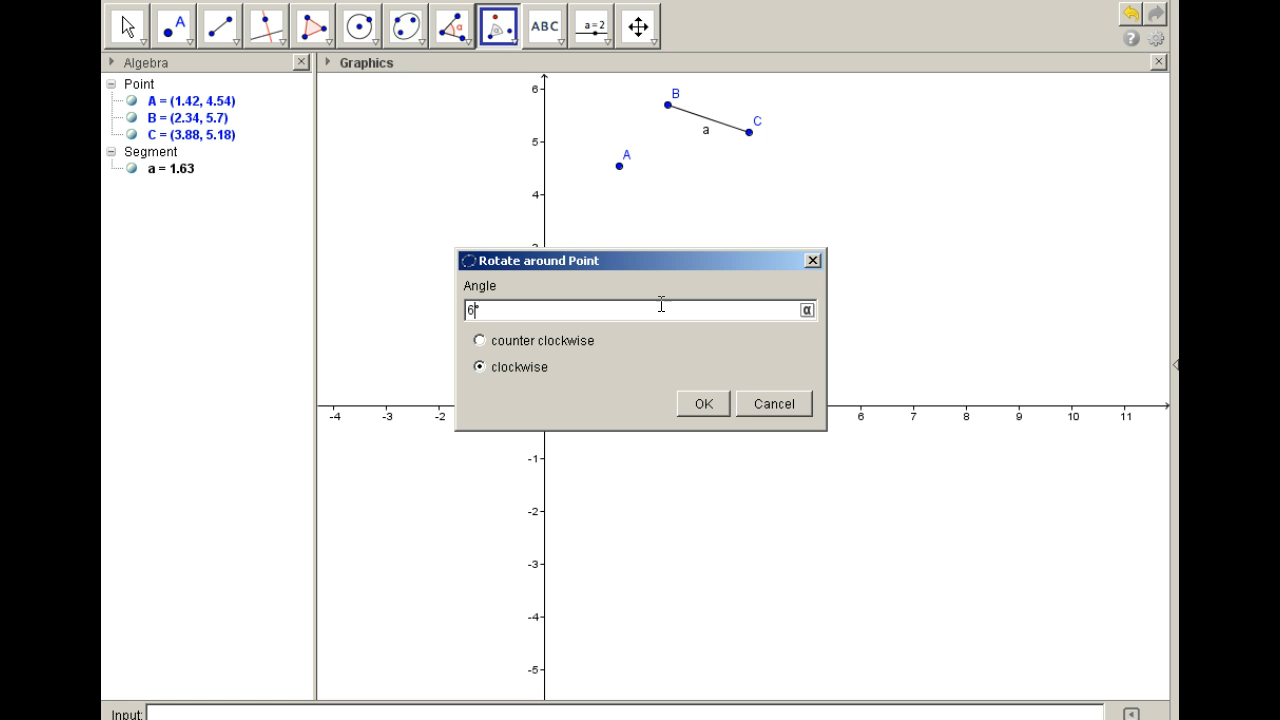 A
α
α
ABC
a=2
?
Algebra
Graphics
Point
A = (1.42, 4.54)
B = (2.34, 5.7)
C = (3.88, 5.18)
Segment
a = 1.63
6
5
4
3
B
C
a
A
Rotate around Point
Angle
6°
α
counter clockwise
clockwise
OK
Cancel
-4 -3 -2 6 7 8 9 10 11
-1
-2
-3
-4
-5
Input: